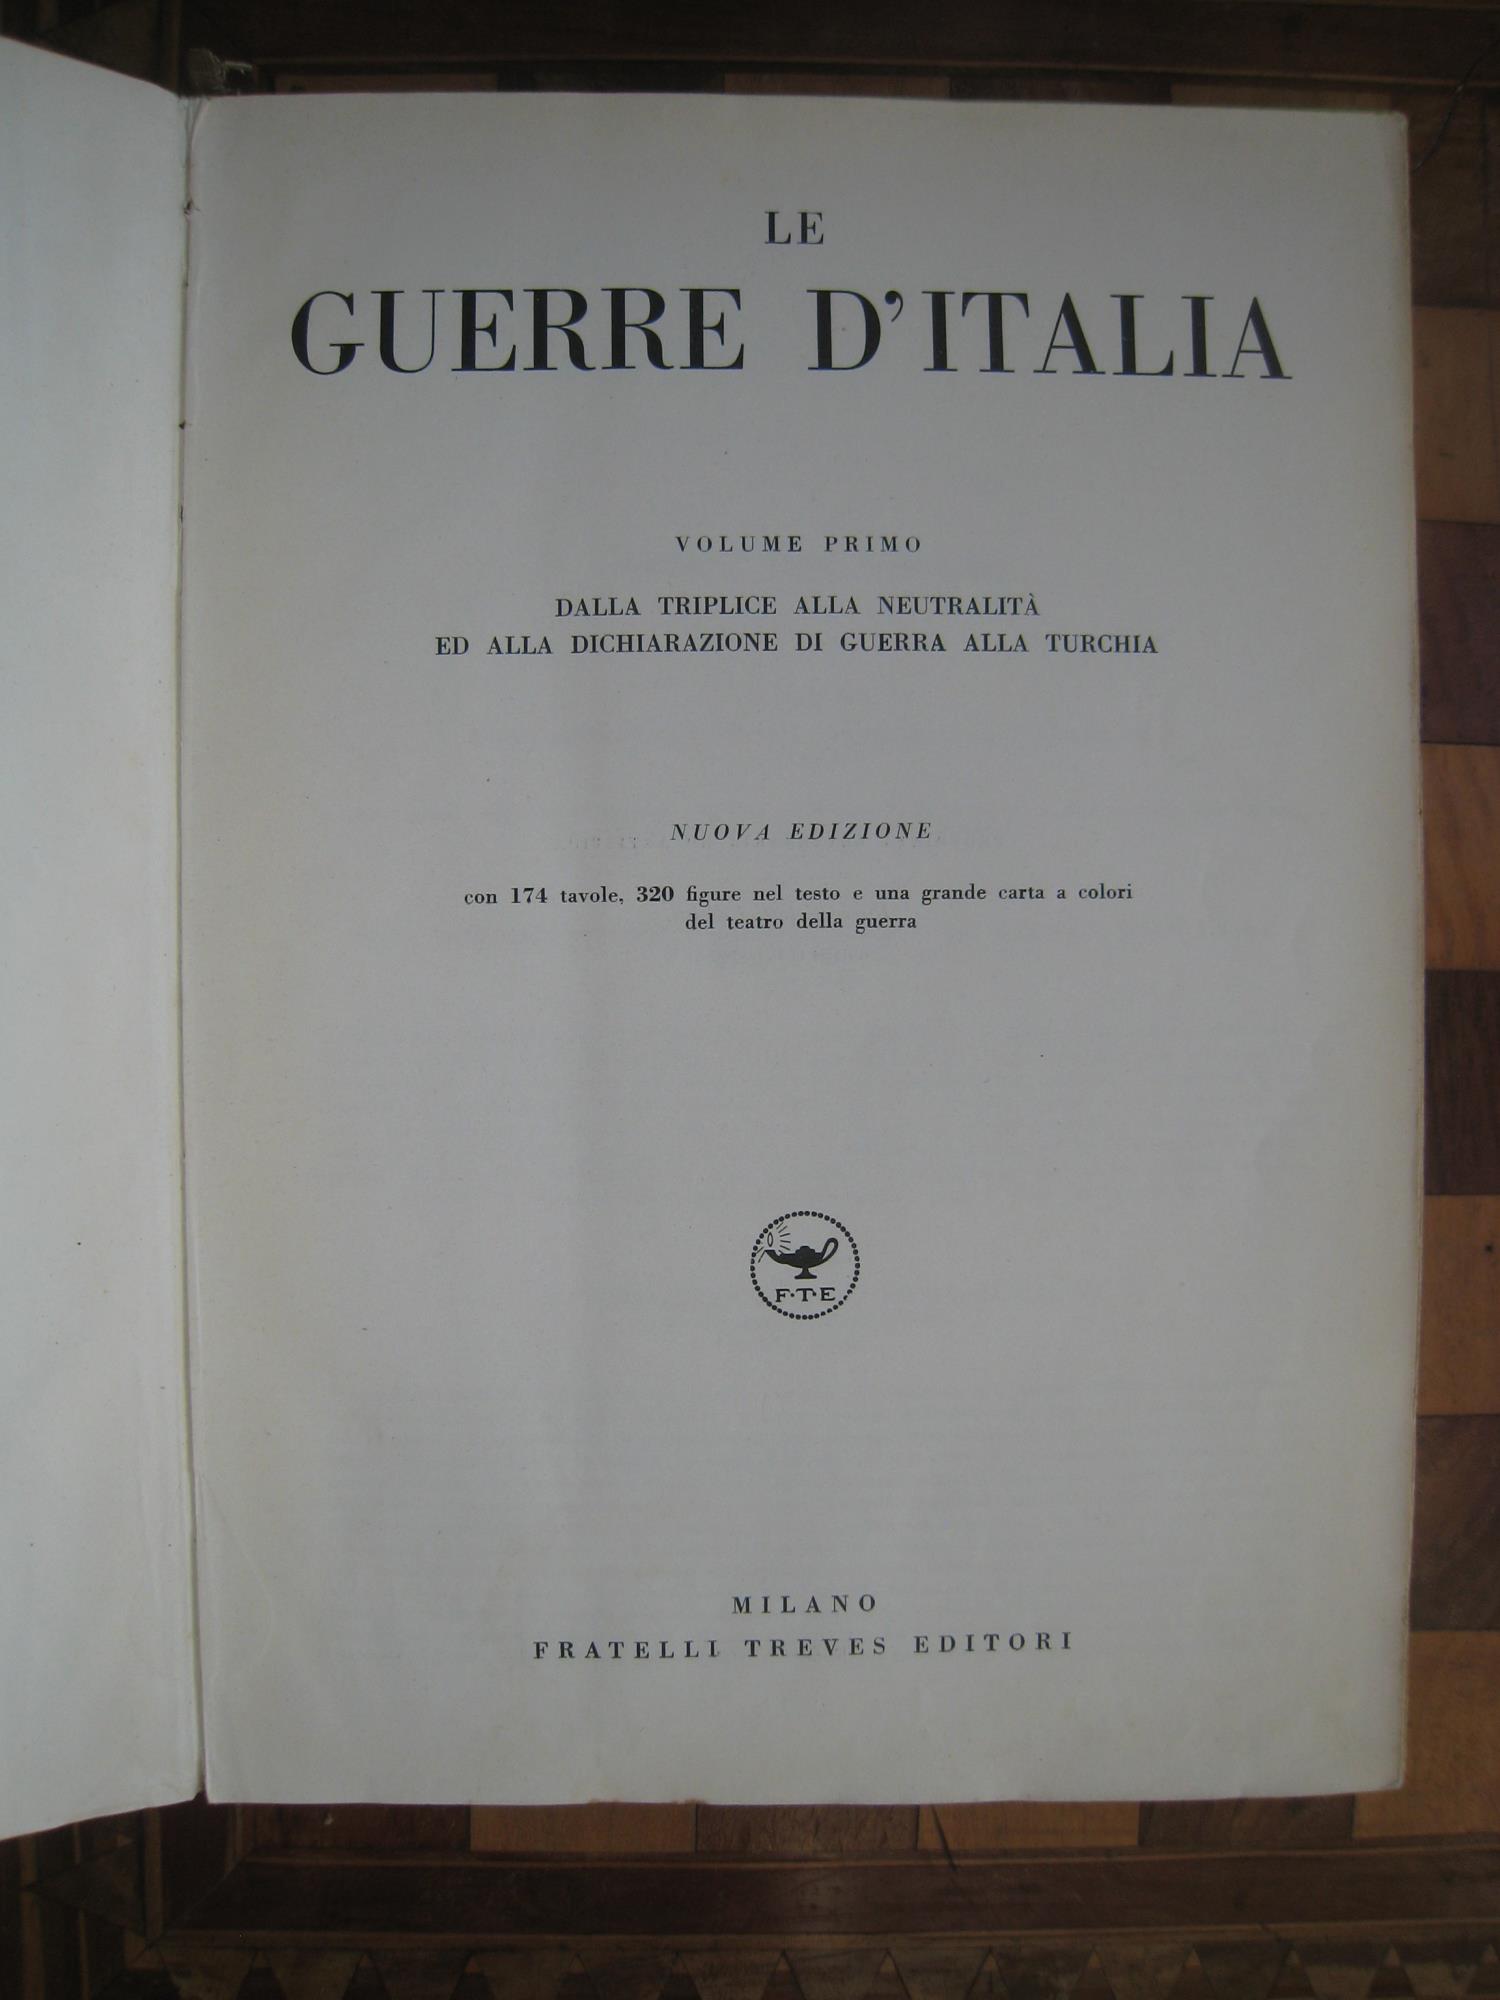 LE
GUERRE D'ITALIA
VOLUME PRIMO
DALLA TRIPLICE ALLA NEUTRALITÀ
ED ALLA DICHIARAZIONE DI GUERRA ALLA TURCHIA
NUOVA EDIZIONE
con 174 tavole, 320 figure nel testo e una grande carta a colori
del teatro della guerra
F·T·E
MILANO
FRATELLI TREVES EDITORI